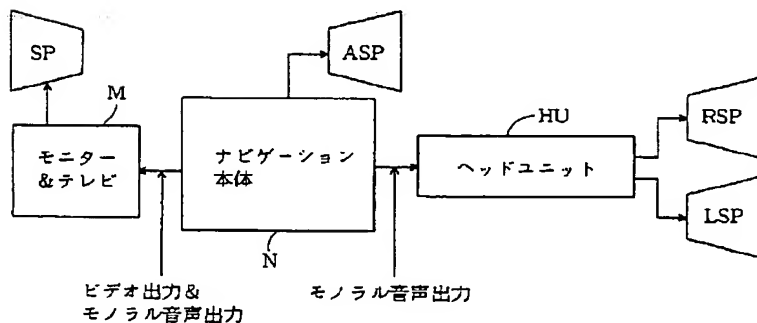 SP
ASP
M
HU
RSP
モニター
&テレビ
ナビゲーション
本体
ヘッドユニット
LSP
N
ビデオ出力&
モノラル音声出力
モノラル音声出力